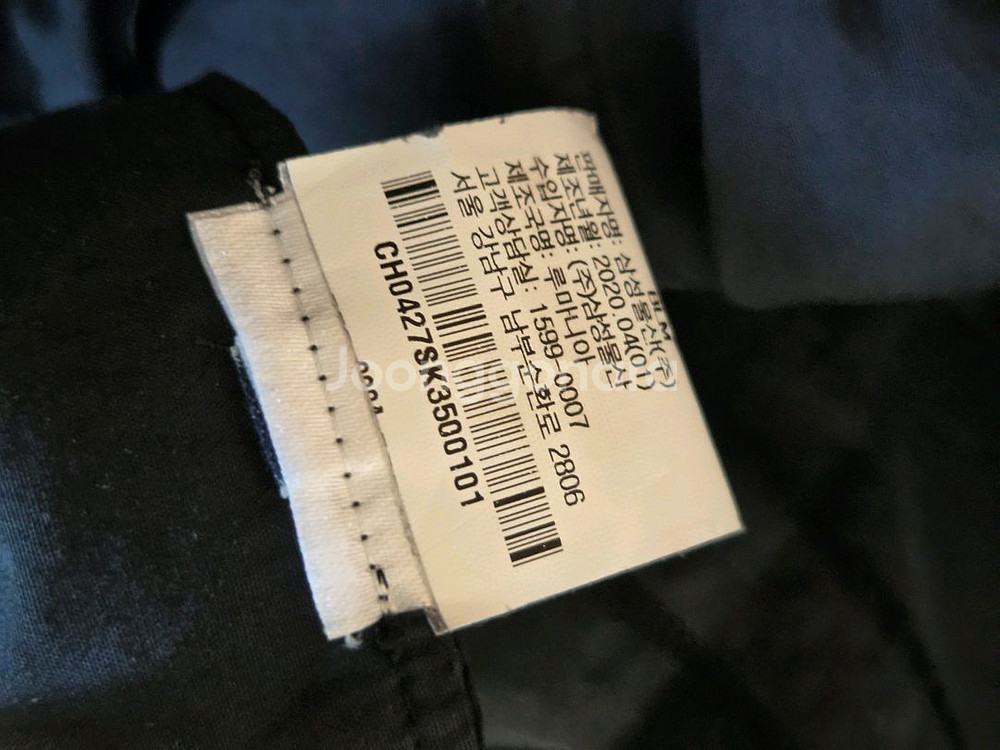 판매자명: 삼성물산(주)
제조년월: 2020.04(01)
수입자명: (주)삼성물산
제조국명: 루마니아
고객상담실: 1599-0007
서울 강남구 남부순환로 2806
CH0427SK3500101
Joonggonara